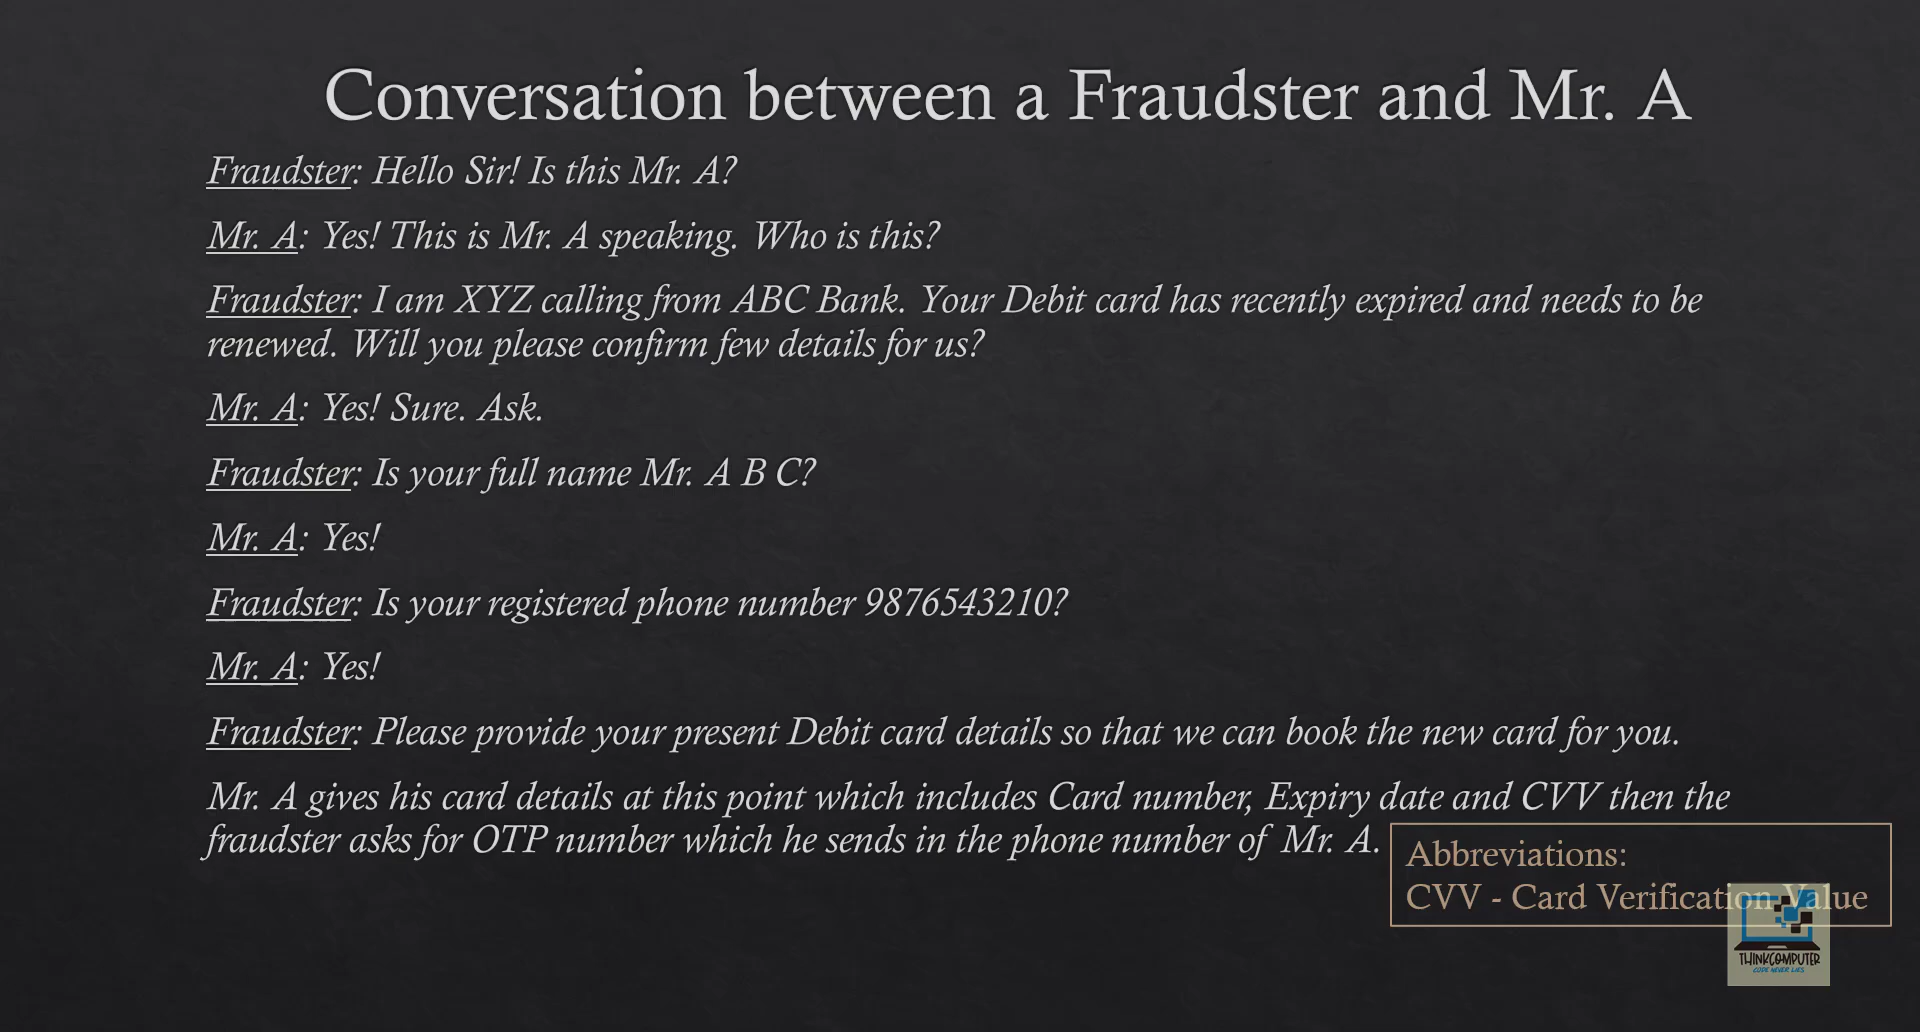 Conversation between a Fraudster and Mr. A
Fraudster: Hello Sir! Is this Mr. A?
Mr. A: Yes! This is Mr. A speaking. Who is this?
Fraudster: I am XYZ calling from ABC Bank. Your Debit card has recently expired and needs to be
renewed. Will you please confirm few details for us?
Mr. A: Yes! Sure. Ask.
Fraudster: Is your full name Mr. A B C?
Mr. A: Yes!
Fraudster: Is your registered phone number 9876543210?
Mr. A: Yes!
Fraudster: Please provide your present Debit card details so that we can book the new card for you.
Mr. A gives his card details at this point which includes Card number, Expiry date and CVV then the
fraudster asks for OTP number which he sends in the phone number of Mr. A.
Abbreviations:
CVV - Card Verification Value
THINKCOMPUTER
CODE NEVER LIES